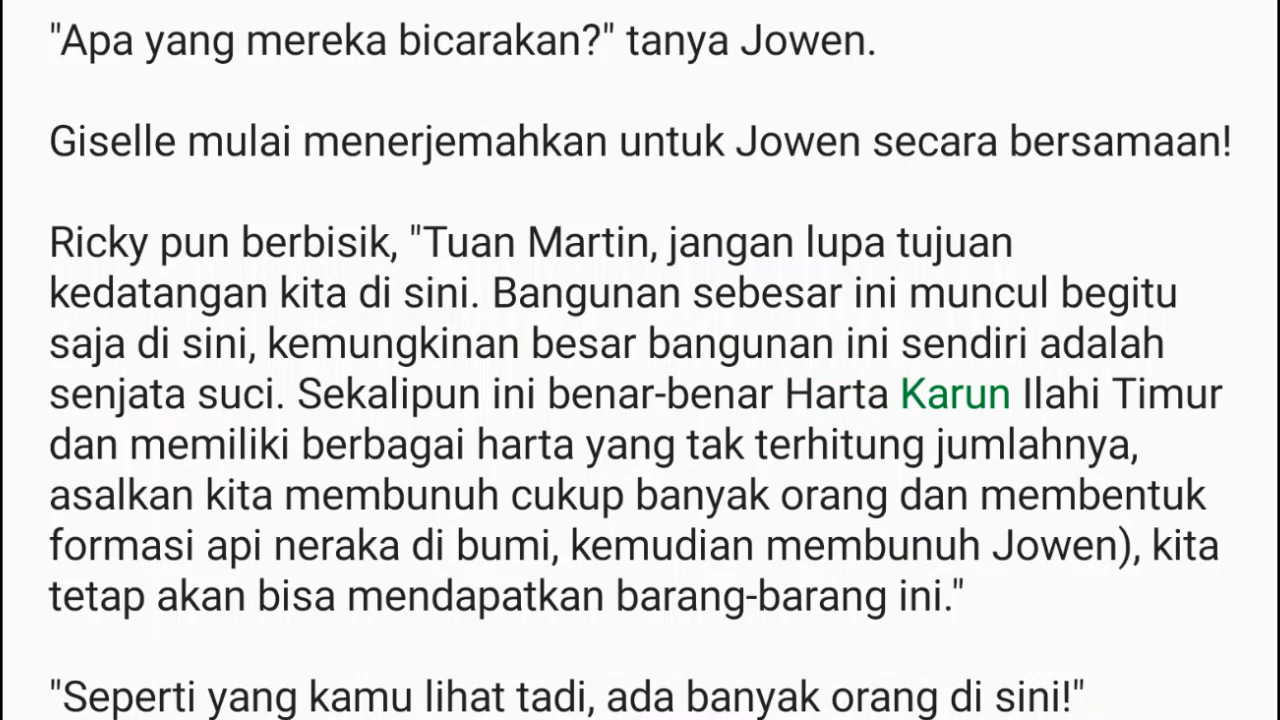 "Apa yang mereka bicarakan?" tanya Jowen.
Giselle mulai menerjemahkan untuk Jowen secara bersamaan!
Ricky pun berbisik, "Tuan Martin, jangan lupa tujuan
kedatangan kita di sini. Bangunan sebesar ini muncul begitu
saja di sini, kemungkinan besar bangunan ini sendiri adalah
senjata suci. Sekalipun ini benar-benar Harta Karun Ilahi Timur
dan memiliki berbagai harta yang tak terhitung jumlahnya,
asalkan kita membunuh cukup banyak orang dan membentuk
formasi api neraka di bumi, kemudian membunuh Jowen), kita
tetap akan bisa mendapatkan barang-barang ini."
"Seperti yang kamu lihat tadi, ada banyak orang di sini!"